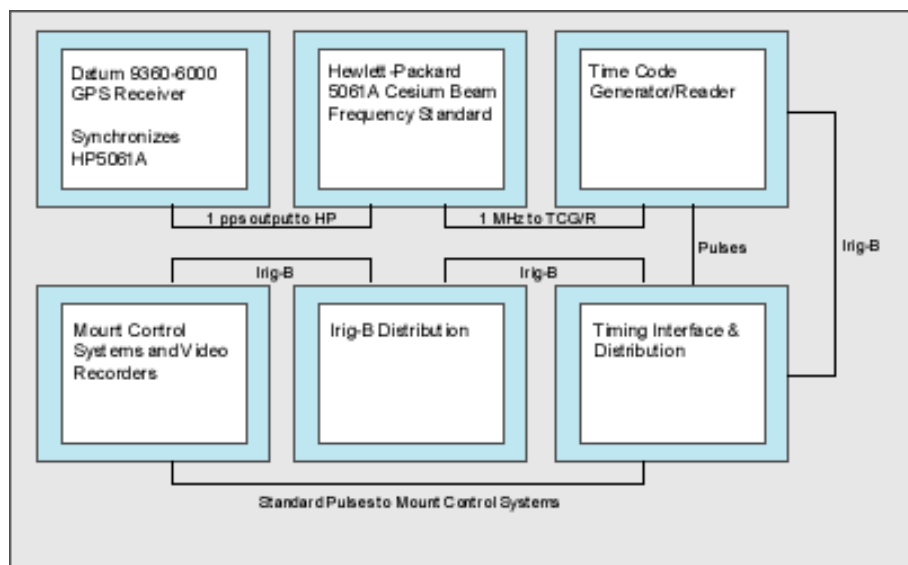 Datum 9360-6000
GPS Receiver
Synchronizes
HP5061A
Hewlett-Packard
5061A Cesium Beam
Frequency Standard
Time Code
Generator/Reader
1 pps output to HP
1 MHz to TCG/R
Pulses
Irig-B
Irig-B
Irig-B
Mount Control
Systems and Video
Recorders
Irig-B Distribution
Timing Interface &
Distribution
Standard Pulses to Mount Control Systems